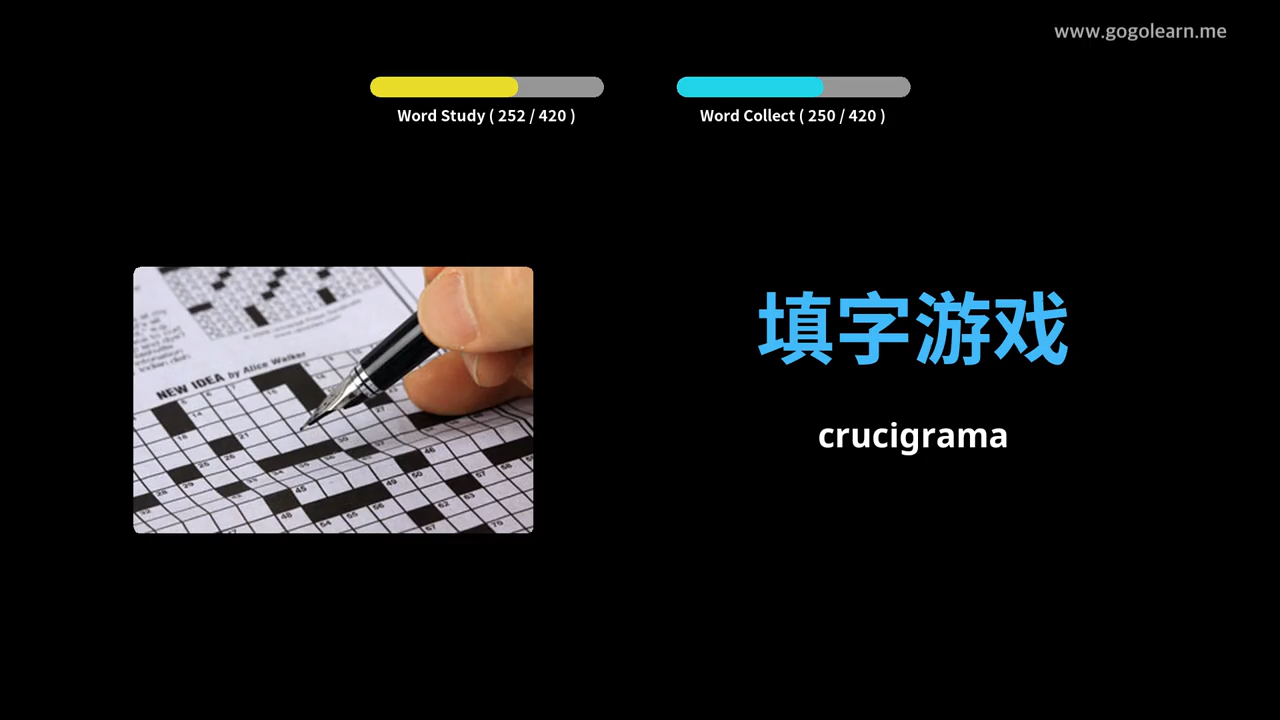 www.gogolearn.me
Word Study ( 252 / 420 )
Word Collect ( 250 / 420 )
NEW IDEA by Alice Walker
填字游戏
crucigrama